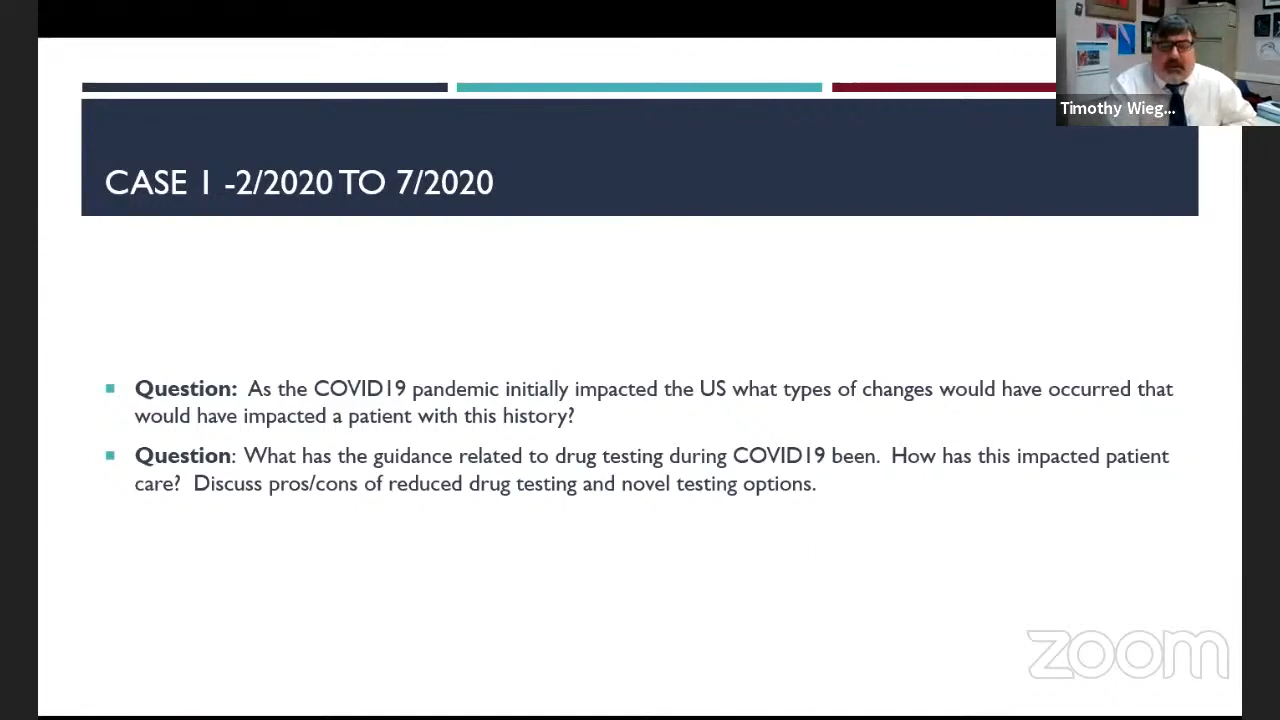 Timothy Wieg...
CASE 1 -2/2020 TO 7/2020
Question: As the COVID19 pandemic initially impacted the US what types of changes would have occurred that
would have impacted a patient with this history?
Question: What has the guidance related to drug testing during COVID19 been. How has this impacted patient
care? Discuss pros/cons of reduced drug testing and novel testing options.
zoom